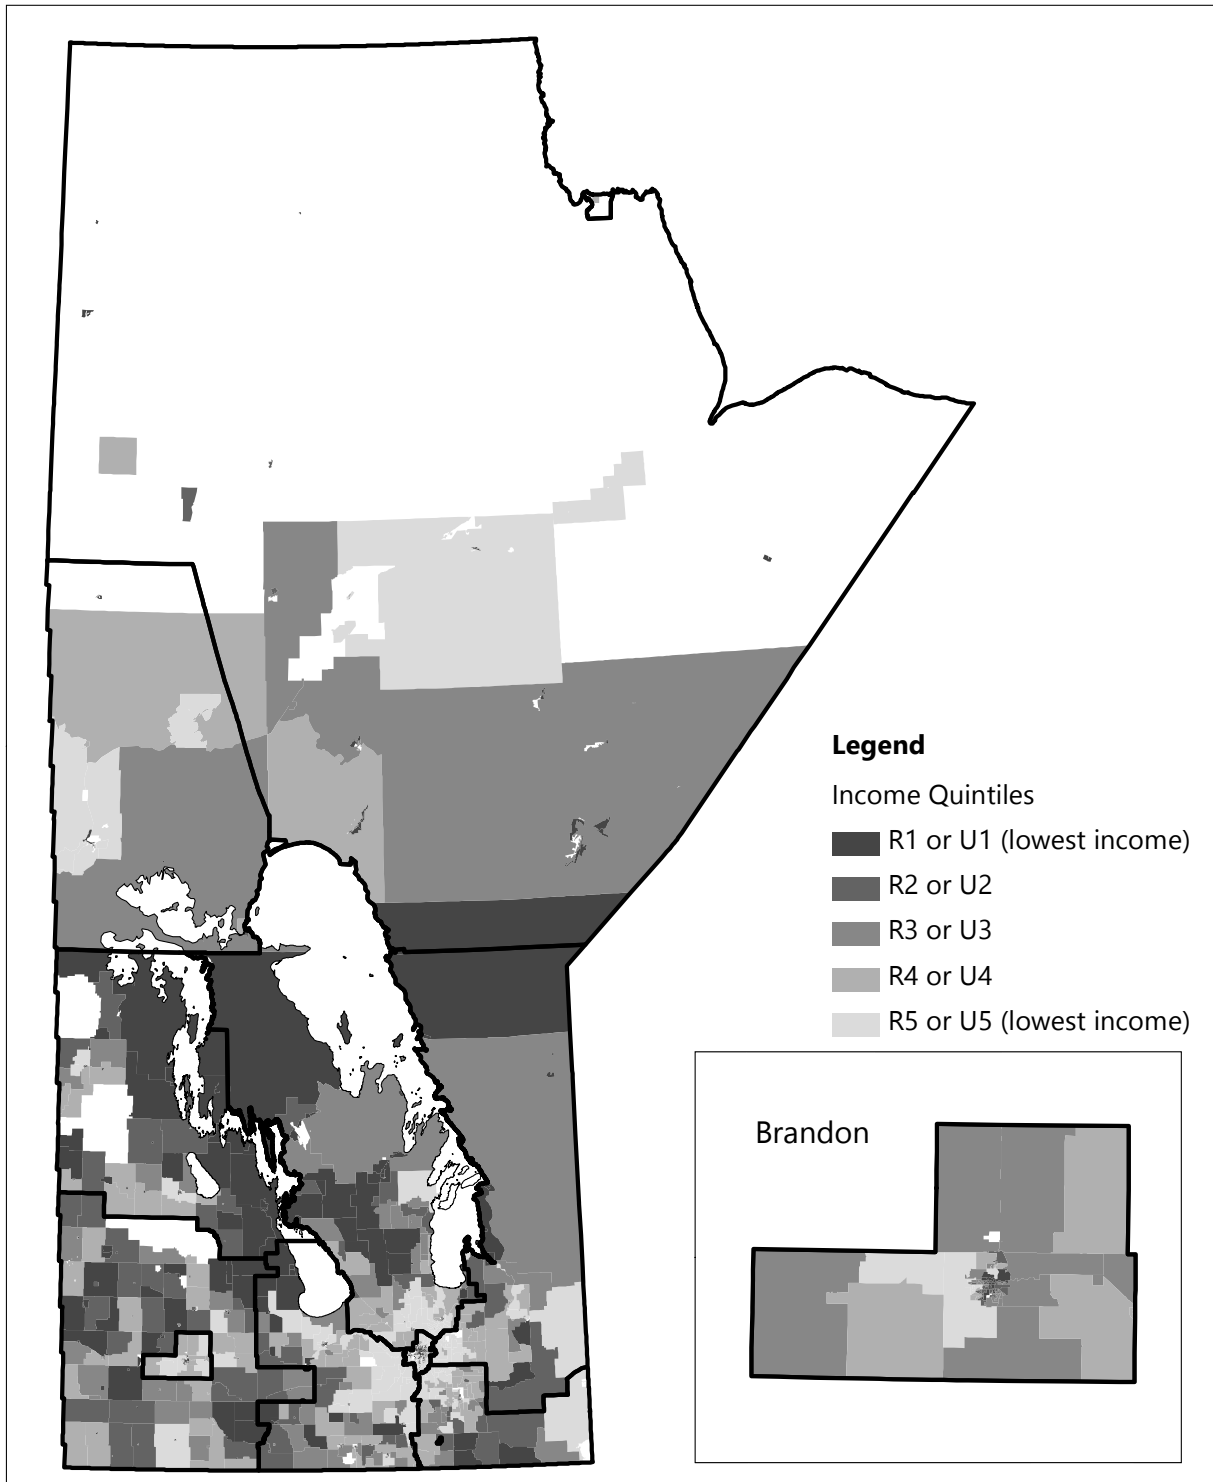 Legend
Income Quintiles
R1 or U1 (lowest income)
R2 or U2
R3 or U3
R4 or U4
R5 or U5 (lowest income)
Brandon